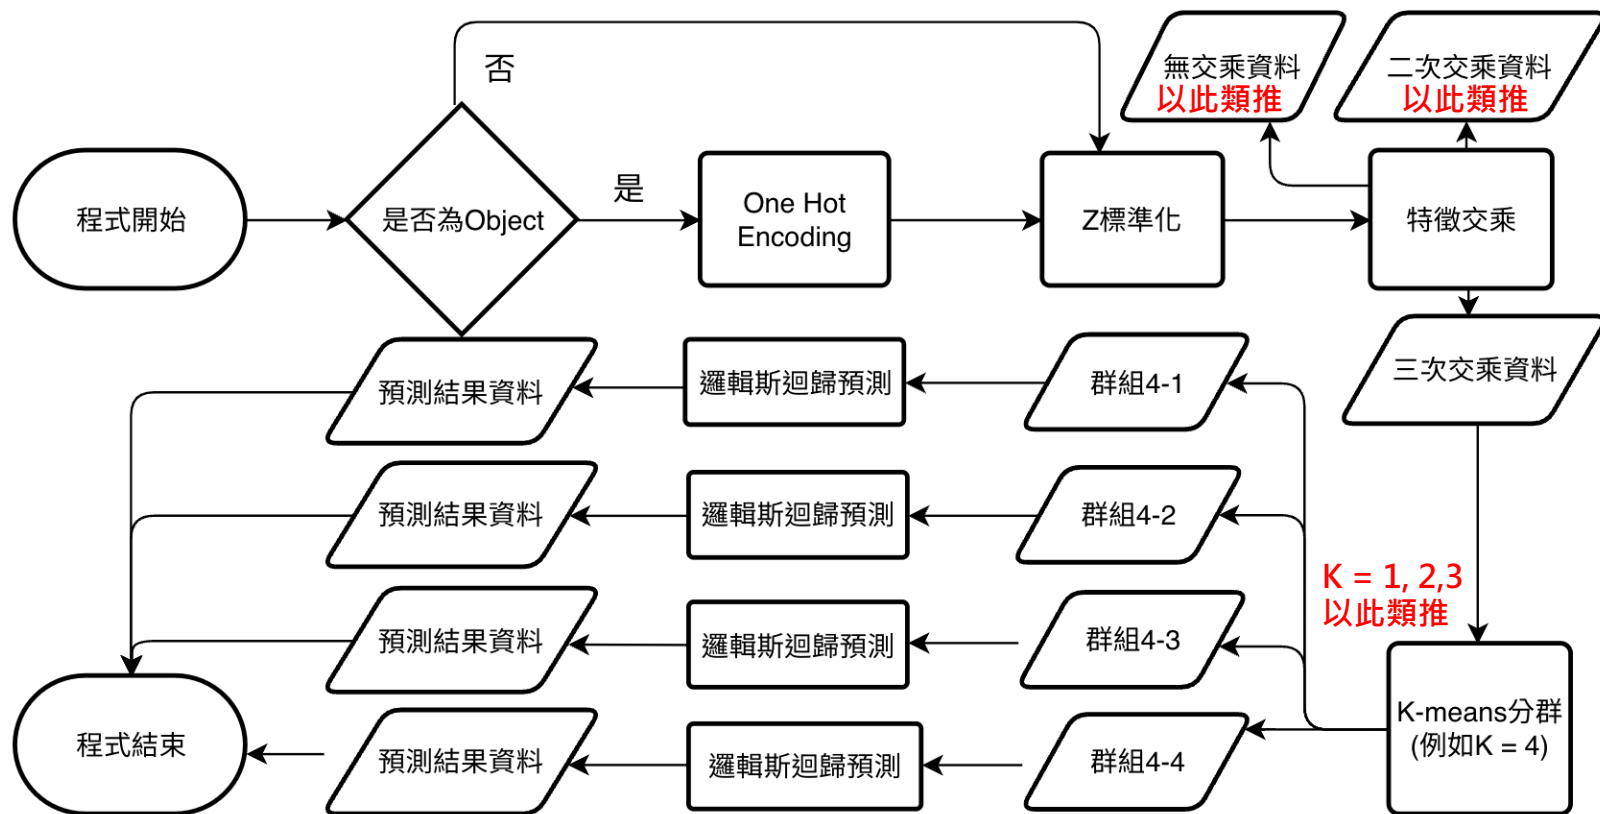 否
無交乘資料
以此類推
二次交乘資料
以此類推
程式開始
是否為Object
是
One Hot
Encoding
Z標準化
特徵交乘
三次交乘資料
預測結果資料
邏輯斯迴歸預測
群組4-1
預測結果資料
邏輯斯迴歸預測
群組4-2
K = 1, 2,3
以此類推
預測結果資料
邏輯斯迴歸預測
群組4-3
K-means分群
(例如K = 4)
程式結束
預測結果資料
邏輯斯迴歸預測
群組4-4